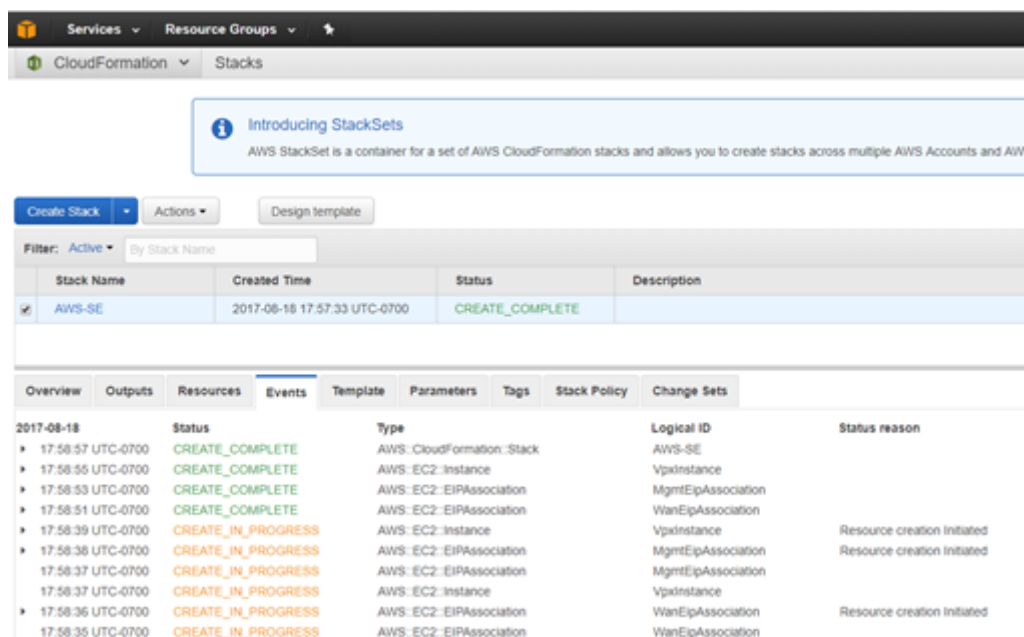 Services Resource Groups
CloudFormation Stacks
Introducing StackSets
AWS StackSet is a container for a set of AWS CloudFormation stacks and allows you to create stacks across multiple AWS Accounts and AW
Create Stack Actions Design template
Filter: Active By Stack Name
Stack Name Created Time Status Description
AWS-SE 2017-08-18 17:57:33 UTC-0700 CREATE_COMPLETE
Overview Outputs Resources Events Template Parameters Tags Stack Policy Change Sets
2017-08-18 Status Type Logical ID Status reason
17:58:57 UTC-0700 CREATE_COMPLETE AWS::CloudFormation::Stack AWS-SE
17:58:55 UTC-0700 CREATE_COMPLETE AWS::EC2::Instance VpxInstance
17:58:53 UTC-0700 CREATE_COMPLETE AWS::EC2::EIPAssociation MgmtEipAssociation
17:58:51 UTC-0700 CREATE_COMPLETE AWS::EC2::EIPAssociation WanEipAssociation
17:58:39 UTC-0700 CREATE_IN_PROGRESS AWS::EC2::Instance VpxInstance Resource creation Initiated
17:58:38 UTC-0700 CREATE_IN_PROGRESS AWS::EC2::EIPAssociation MgmtEipAssociation Resource creation Initiated
17:58:37 UTC-0700 CREATE_IN_PROGRESS AWS::EC2::EIPAssociation MgmtEipAssociation
17:58:37 UTC-0700 CREATE_IN_PROGRESS AWS::EC2::Instance VpxInstance
17:58:36 UTC-0700 CREATE_IN_PROGRESS AWS::EC2::EIPAssociation WanEipAssociation Resource creation Initiated
17:58:35 UTC-0700 CREATE_IN_PROGRESS AWS::EC2::EIPAssociation WanEipAssociation